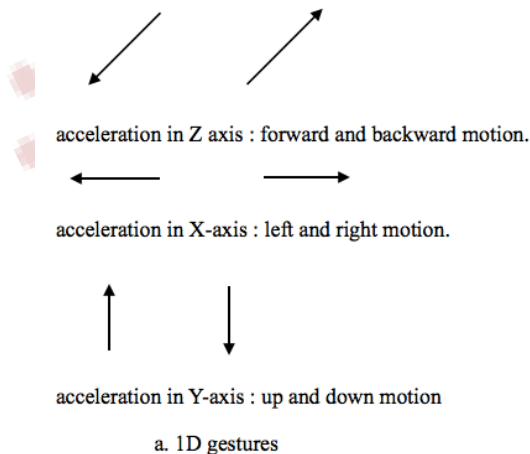 acceleration in Z axis : forward and backward motion.
acceleration in X-axis : left and right motion.
acceleration in Y-axis : up and down motion
a. 1D gestures